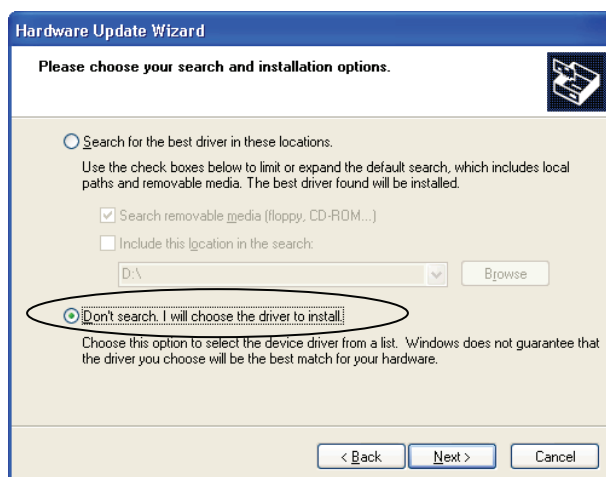 Hardware Update Wizard
Please choose your search and installation options.
Search for the best driver in these locations.
Use the check boxes below to limit or expand the default search, which includes local
paths and removable media. The best driver found will be installed.
Search removable media (floppy, CD-ROM...)
Include this location in the search:
D:\
Browse
Don't search. I will choose the driver to install.
Choose this option to select the device driver from a list. Windows does not guarantee that
the driver you choose will be the best match for your hardware.
< Back
Next >
Cancel